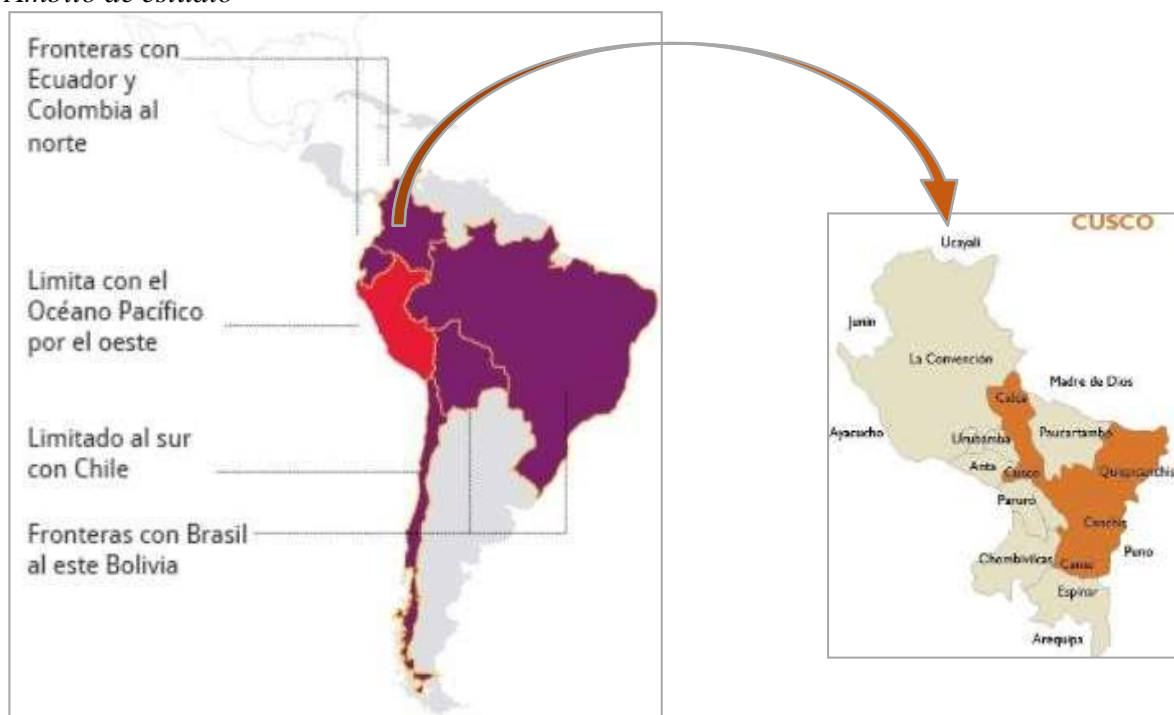 Ámbito de estudio
Fronteras con
Ecuador y
Colombia al
norte
Limita con el
Océano Pacífico
por el oeste
Limitado al sur
con Chile
Fronteras con Brasil
al este Bolivia
CUSCO
Ucayali
Junín
La Convención
Madre de Dios
Calca
Ayacucho
Urubamba
Paucartambo
Anta
Cusco
Quispicanchis
Paruro
Canchis
Puno
Chombivilcas
Canas
Espinar
Arequipa